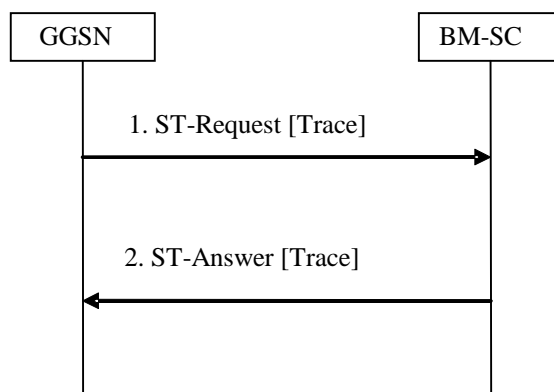 GGSN
BM-SC
1. ST-Request [Trace]
2. ST-Answer [Trace]